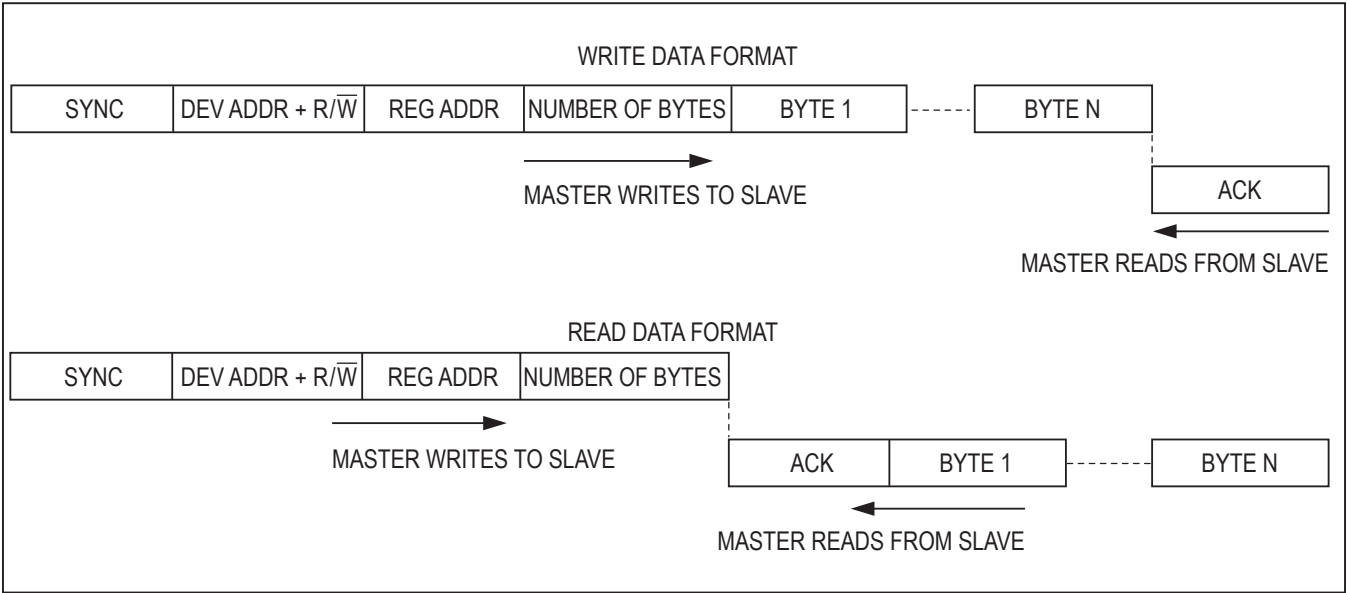 WRITE DATA FORMAT
SYNC DEV ADDR + R/W̅ REG ADDR NUMBER OF BYTES BYTE 1 BYTE N
MASTER WRITES TO SLAVE
ACK
MASTER READS FROM SLAVE
READ DATA FORMAT
SYNC DEV ADDR + R/W̅ REG ADDR NUMBER OF BYTES
MASTER WRITES TO SLAVE
ACK BYTE 1 BYTE N
MASTER READS FROM SLAVE